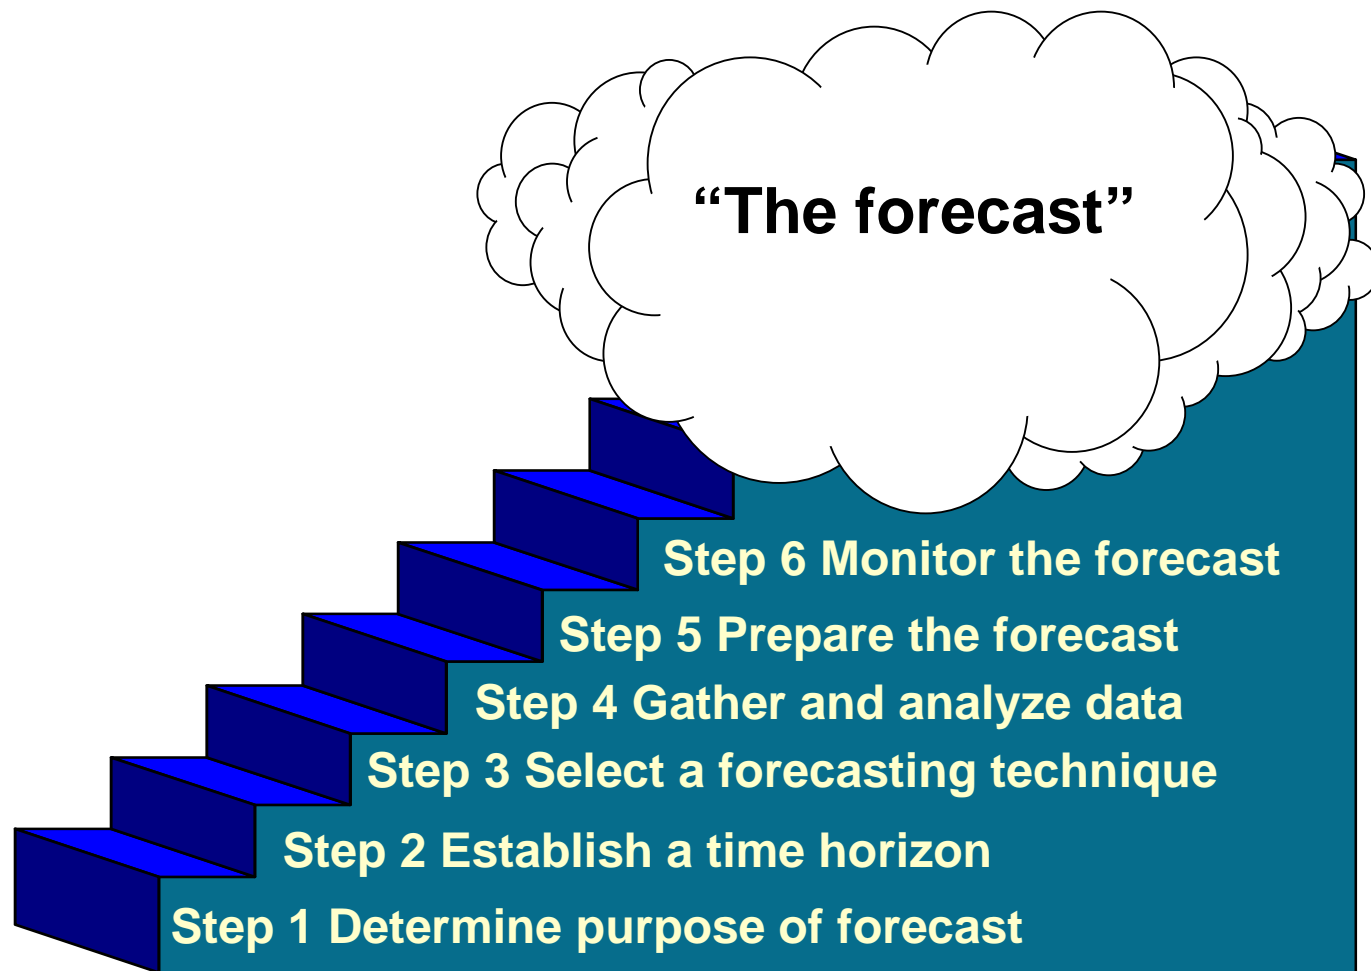 “The forecast”
Step 6 Monitor the forecast
Step 5 Prepare the forecast
Step 4 Gather and analyze data
Step 3 Select a forecasting technique
Step 2 Establish a time horizon
Step 1 Determine purpose of forecast